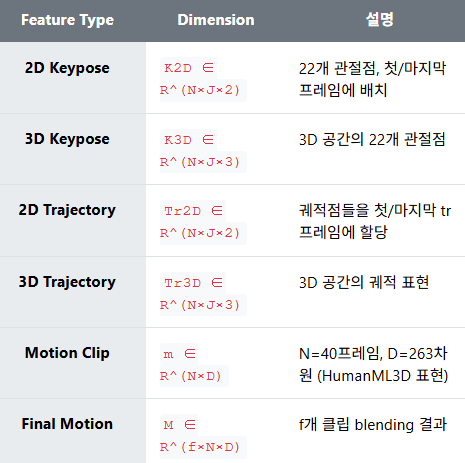 Feature Type Dimension 설명
2D Keypose K2D ∈ 22개 관절점, 첫/마지막
R^(N×J×2) 프레임에 배치
3D Keypose K3D ∈ 3D 공간의 22개 관절점
R^(N×J×3)
2D Trajectory Tr2D ∈ 궤적점들을 첫/마지막 tr
R^(N×J×2) 프레임에 할당
3D Trajectory Tr3D ∈ 3D 공간의 궤적 표현
R^(N×J×3)
Motion Clip m ∈ N=40프레임, D=263차
R^(N×D) 원 (HumanML3D 표현)
Final Motion M ∈ f개 클립 blending 결과
R^(f×N×D)